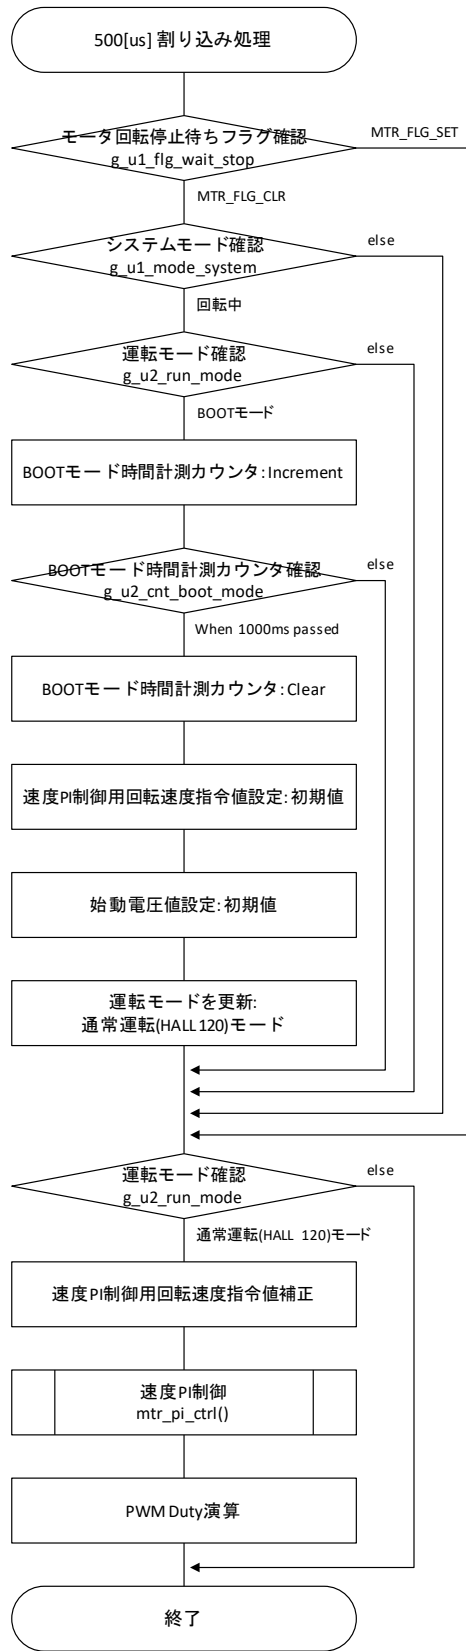 500[us] 割り込み処理
モータ回転停止待ちフラグ確認
g_u1_flg_wait_stop
MTR_FLG_SET
MTR_FLG_CLR
システムモード確認
g_u1_mode_system
else
回転中
運転モード確認
g_u2_run_mode
else
BOOTモード
BOOTモード時間計測カウンタ: Increment
BOOTモード時間計測カウンタ確認
g_u2_cnt_boot_mode
else
When 1000ms passed
BOOTモード時間計測カウンタ: Clear
速度PI制御用回転速度指令値設定: 初期値
始動電圧値設定: 初期値
運転モードを更新:
通常運転(HALL 120)モード
運転モード確認
g_u2_run_mode
else
通常運転(HALL 120)モード
速度PI制御用回転速度指令値補正
速度PI制御
mtr_pi_ctrl()
PWM Duty演算
終了